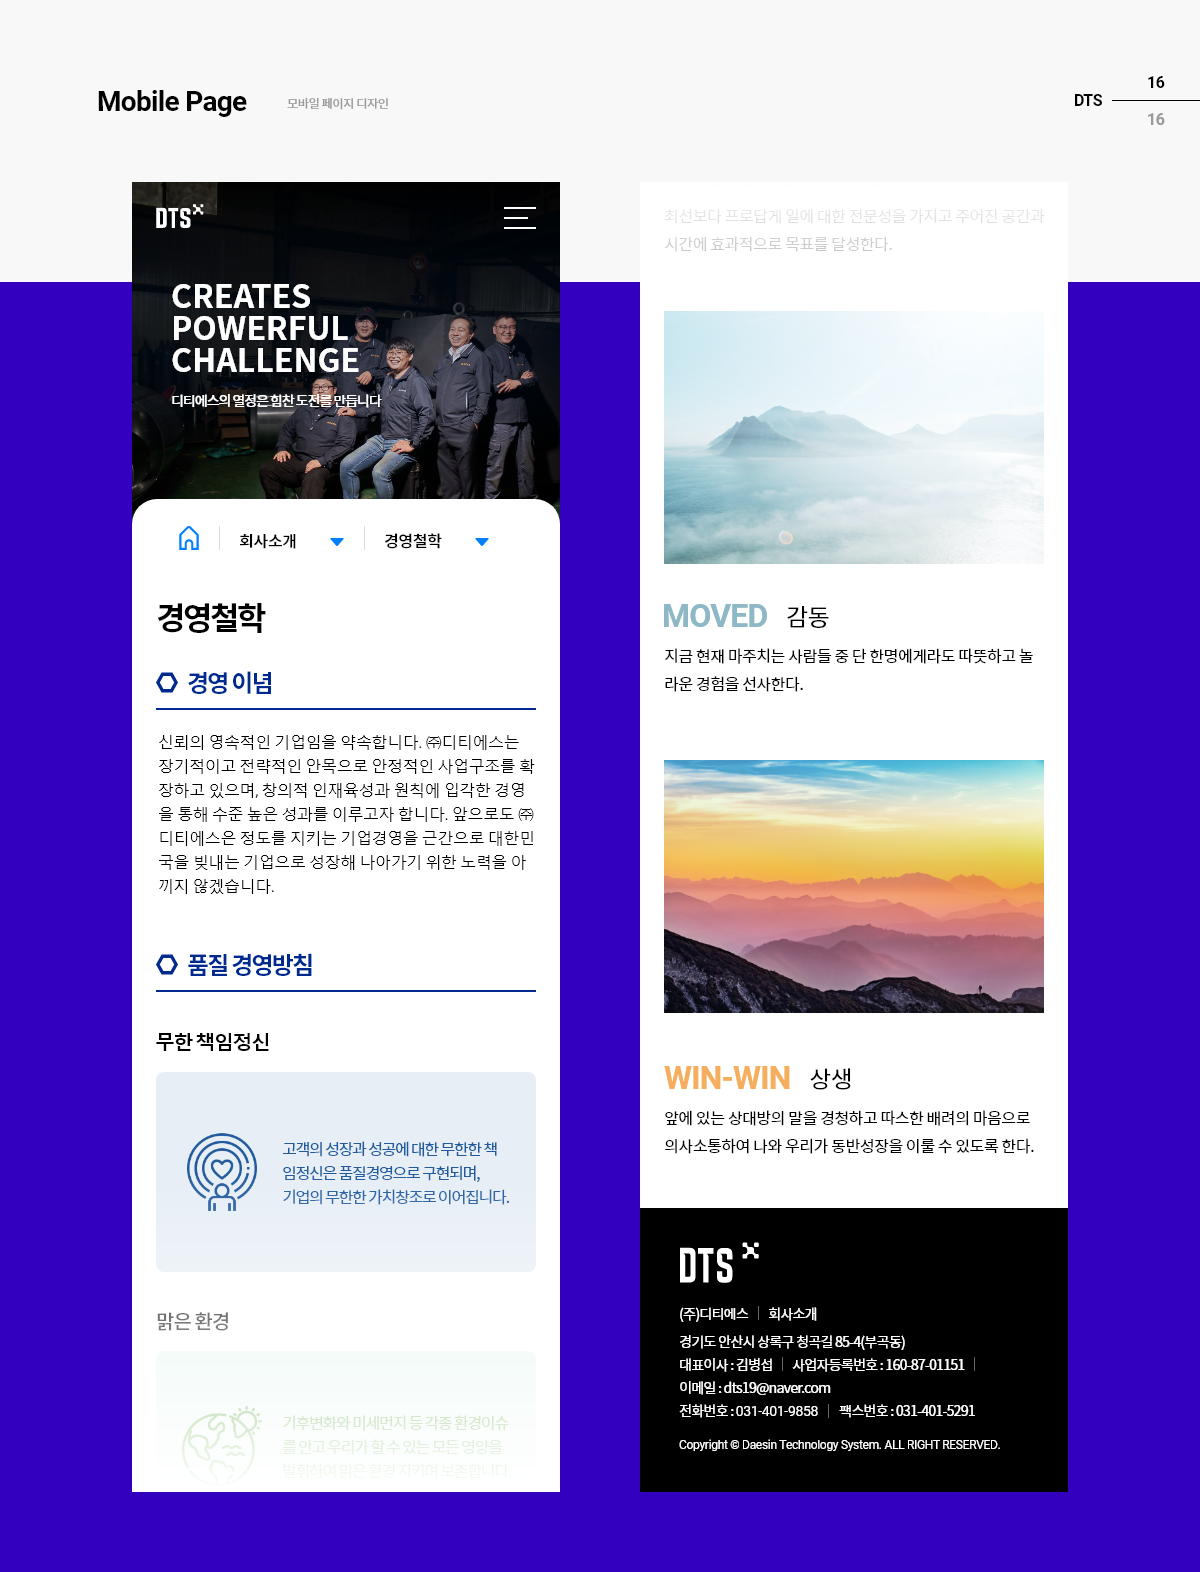 Mobile Page
모바일 페이지 디자인
DTS
16
16
DTS
CREATES
POWERFUL
CHALLENGE
디티에스의 열정은 힘찬 도전를 만듭니다
회사소개
경영철학
경영철학
경영 이념
신뢰의 영속적인 기업임을 약속합니다. ㈜디티에스는
장기적이고 전략적인 안목으로 안정적인 사업구조를 확
장하고 있으며, 창의적 인재육성과 원칙에 입각한 경영
을 통해 수준 높은 성과를 이루고자 합니다. 앞으로도 ㈜
디티에스은 정도를 지키는 기업경영을 근간으로 대한민
국을 빛내는 기업으로 성장해 나아가기 위한 노력을 아
끼지 않겠습니다.
품질 경영방침
무한 책임정신
고객의 성장과 성공에 대한 무한한 책
임정신은 품질경영으로 구현되며,
기업의 무한한 가치창조로 이어집니다.
맑은 환경
기후변화와 미세먼지 등 각종 환경이슈
를 안고 우리가 할 수 있는 모든 영양을
발휘하여 맑은 환경 지키며 보존합니다.
최선보다 프로답게 일에 대한 전문성을 가지고 주어진 공간과
시간에 효과적으로 목표를 달성한다.
MOVED 감동
지금 현재 마주치는 사람들 중 단 한명에게라도 따뜻하고 놀
라운 경험을 선사한다.
WIN-WIN 상생
앞에 있는 상대방의 말을 경청하고 따스한 배려의 마음으로
의사소통하여 나와 우리가 동반성장을 이룰 수 있도록 한다.
DTS
(주)디티에스 회사소개
경기도 안산시 상록구 청곡길 85-4(부곡동)
대표이사 : 김병섭 사업자등록번호 : 160-87-01151
이메일 : dts19@naver.com
전화번호 : 031-401-9858 팩스번호 : 031-401-5291
Copyright © Daesin Technology System. ALL RIGHT RESERVED.